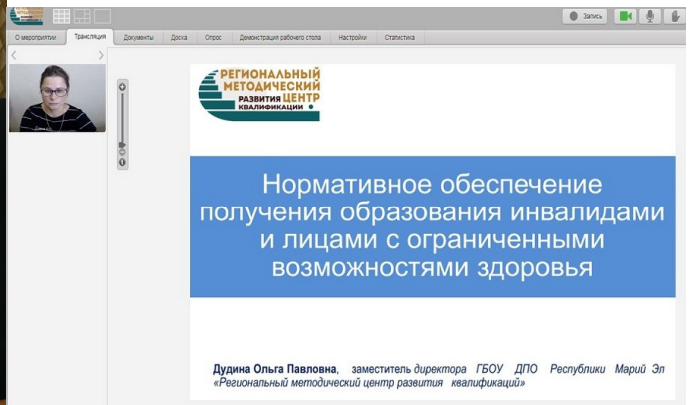 Запись
О мероприятии Трансляция Документы Доска Опрос Демонстрация рабочего стола Настройки Статистика
РЕГИОНАЛЬНЫЙ
МЕТОДИЧЕСКИЙ
РАЗВИТИЯ ЦЕНТР
КВАЛИФИКАЦИИ
Нормативное обеспечение
получения образования инвалидами
и лицами с ограниченными
возможностями здоровья
Дудина Ольга Павловна, заместитель директора ГБОУ ДПО Республики Марий Эл
«Региональный методический центр развития квалификаций»